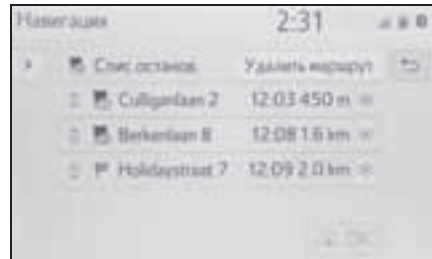 Навигация 2:31
Спис. останов. Удалить маршрут
Culliganlaan 2 12:03 450 m
Berkenlaan 8 12:08 1.6 km
Holidaystraat 7 12:09 2.0 km
OK